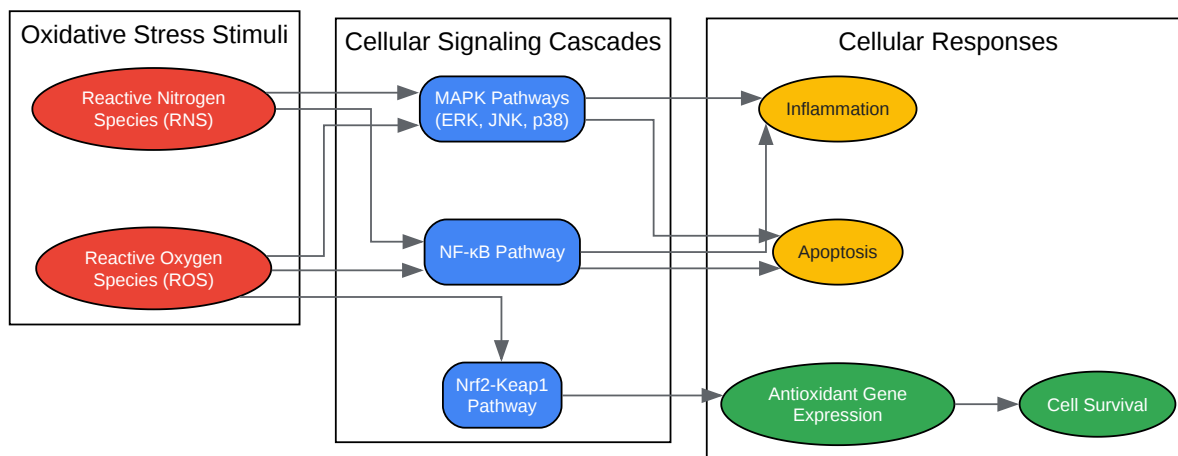 Oxidative Stress Stimuli
Reactive Nitrogen
Species (RNS)
Reactive Oxygen
Species (ROS)
Cellular Signaling Cascades
MAPK Pathways
(ERK, JNK, p38)
NF-κB Pathway
Nrf2-Keap1
Pathway
Cellular Responses
Inflammation
Apoptosis
Antioxidant Gene
Expression
Cell Survival